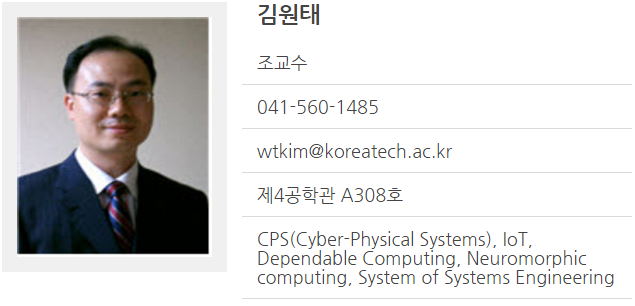 김원태
조교수
041-560-1485
wtkim@koreatech.ac.kr
제4공학관 A308호
CPS(Cyber-Physical Systems), IoT,
Dependable Computing, Neuromorphic
computing, System of Systems Engineering